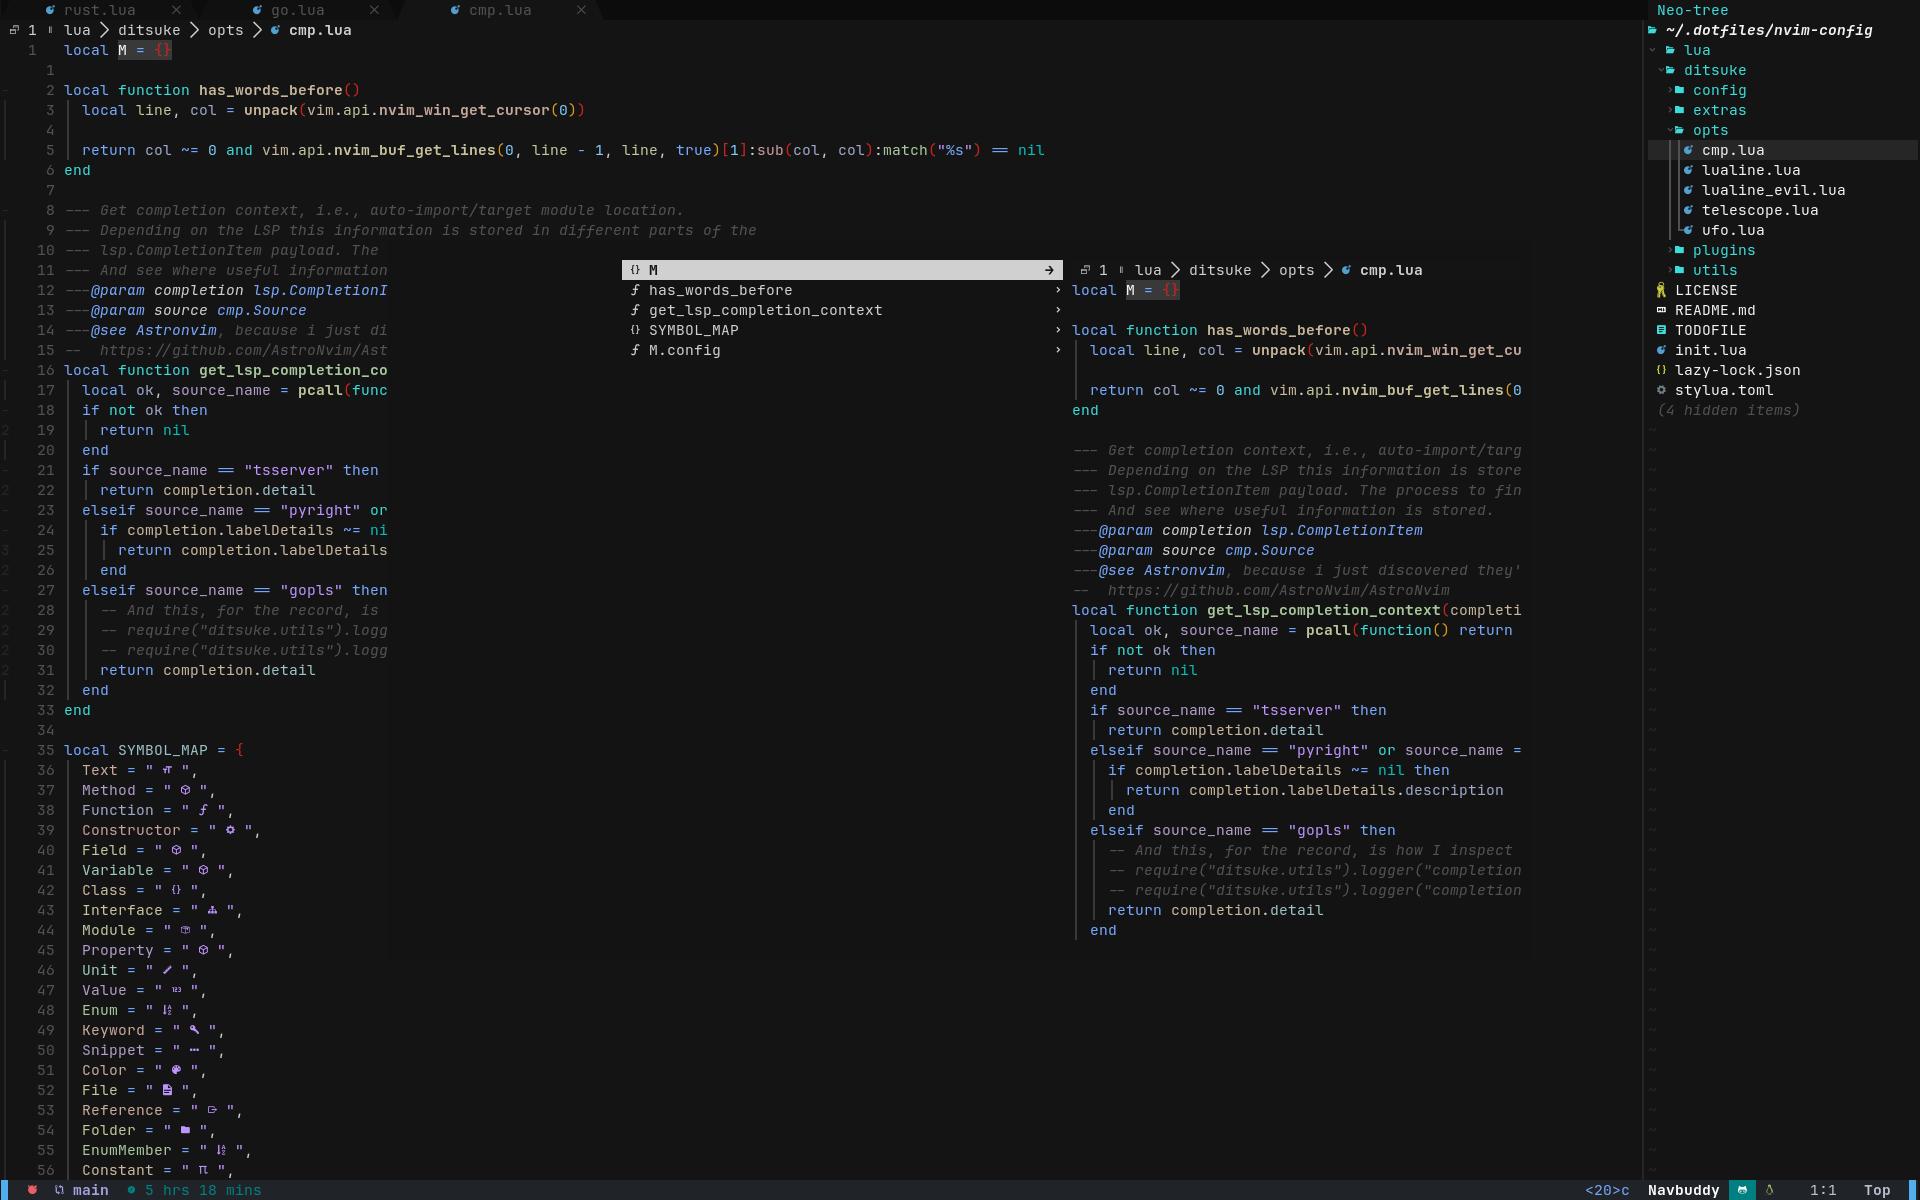 rust.lua
go.lua
cmp.lua
1 lua ditsuke opts cmp.lua
1 local M = {}
1
2 local function has_words_before()
3 local line, col = unpack(vim.api.nvim_win_get_cursor(0))
4
5 return col ~= 0 and vim.api.nvim_buf_get_lines(0, line - 1, line, true)[1]:sub(col, col):match("%s") == nil
6 end
7
8 --- Get completion context, i.e., auto-import/target module location.
9 --- Depending on the LSP this information is stored in different parts of the
10 --- lsp.CompletionItem payload. The
11 --- And see where useful information
12 ---@param completion lsp.CompletionI
13 ---@param source cmp.Source
14 ---@see Astronvim, because i just di
15 -- https://github.com/AstroNvim/Ast
16 local function get_lsp_completion_co
17 local ok, source_name = pcall(func
18 if not ok then
19 return nil
20 end
21 if source_name == "tsserver" then
22 return completion.detail
23 elseif source_name == "pyright" or
24 if completion.labelDetails ~= ni
25 return completion.labelDetails
26 end
27 elseif source_name == "gopls" then
28 -- And this, for the record, is
29 -- require("ditsuke.utils").logg
30 -- require("ditsuke.utils").logg
31 return completion.detail
32 end
33 end
34
35 local SYMBOL_MAP = {
36 Text = " ",
37 Method = " ",
38 Function = " ",
39 Constructor = " ",
40 Field = " ",
41 Variable = " ",
42 Class = " {} ",
43 Interface = " ",
44 Module = " ",
45 Property = " ",
46 Unit = " ",
47 Value = " 123 ",
48 Enum = " ",
49 Keyword = " ",
50 Snippet = " ",
51 Color = " ",
52 File = " ",
53 Reference = " ",
54 Folder = " ",
55 EnumMember = " ",
56 Constant = " π ",
{} M →
has_words_before ›
get_lsp_completion_context ›
{} SYMBOL_MAP ›
M.config ›
1 lua ditsuke opts cmp.lua
local M = {}
local function has_words_before()
local line, col = unpack(vim.api.nvim_win_get_cu
return col ~= 0 and vim.api.nvim_buf_get_lines(0
end
--- Get completion context, i.e., auto-import/targ
--- Depending on the LSP this information is store
--- lsp.CompletionItem payload. The process to fin
--- And see where useful information is stored.
---@param completion lsp.CompletionItem
---@param source cmp.Source
---@see Astronvim, because i just discovered they'
-- https://github.com/AstroNvim/AstroNvim
local function get_lsp_completion_context(completi
local ok, source_name = pcall(function() return
if not ok then
return nil
end
if source_name == "tsserver" then
return completion.detail
elseif source_name == "pyright" or source_name =
if completion.labelDetails ~= nil then
return completion.labelDetails.description
end
elseif source_name == "gopls" then
-- And this, for the record, is how I inspect
-- require("ditsuke.utils").logger("completion
-- require("ditsuke.utils").logger("completion
return completion.detail
end
Neo-tree
~/.dotfiles/nvim-config
lua
ditsuke
config
extras
opts
cmp.lua
lualine.lua
lualine_evil.lua
telescope.lua
ufo.lua
plugins
utils
LICENSE
README.md
TODOFILE
init.lua
lazy-lock.json
stylua.toml
(4 hidden items)
main 5 hrs 18 mins
<20>c Navbuddy 1:1 Top